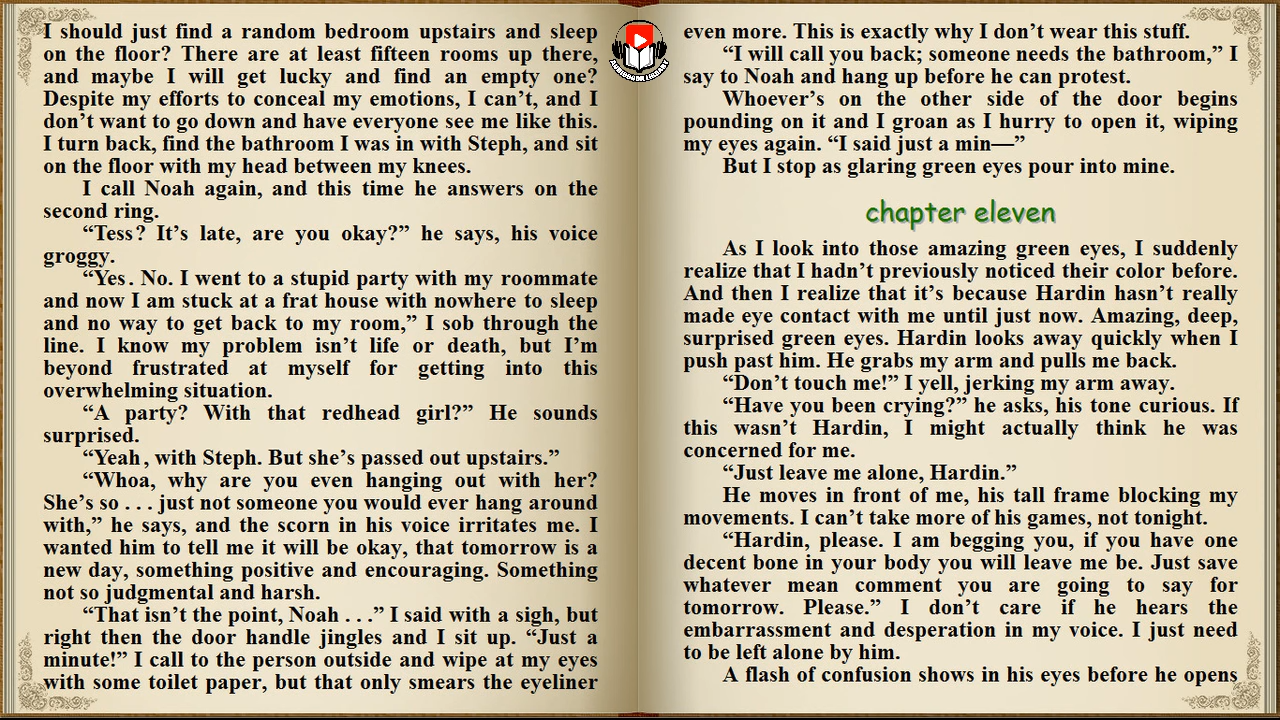 I should just find a random bedroom upstairs and sleep
on the floor? There are at least fifteen rooms up there,
and maybe I will get lucky and find an empty one?
Despite my efforts to conceal my emotions, I can’t, and I
don’t want to go down and have everyone see me like this.
I turn back, find the bathroom I was in with Steph, and sit
on the floor with my head between my knees.
I call Noah again, and this time he answers on the
second ring.
“Tess? It’s late, are you okay?” he says, his voice
groggy.
“Yes. No. I went to a stupid party with my roommate
and now I am stuck at a frat house with nowhere to sleep
and no way to get back to my room,” I sob through the
line. I know my problem isn’t life or death, but I’m
beyond frustrated at myself for getting into this
overwhelming situation.
“A party? With that redhead girl?” He sounds
surprised.
“Yeah, with Steph. But she’s passed out upstairs.”
“Whoa, why are you even hanging out with her?
She’s so . . . just not someone you would ever hang around
with,” he says, and the scorn in his voice irritates me. I
wanted him to tell me it will be okay, that tomorrow is a
new day, something positive and encouraging. Something
not so judgmental and harsh.
“That isn’t the point, Noah . . .” I said with a sigh, but
right then the door handle jingles and I sit up. “Just a
minute!” I call to the person outside and wipe at my eyes
with some toilet paper, but that only smears the eyeliner
AUDIOBOOK LIBRARY
even more. This is exactly why I don’t wear this stuff.
“I will call you back; someone needs the bathroom,” I
say to Noah and hang up before he can protest.
Whoever’s on the other side of the door begins
pounding on it and I groan as I hurry to open it, wiping
my eyes again. “I said just a min—”
But I stop as glaring green eyes pour into mine.
chapter eleven
As I look into those amazing green eyes, I suddenly
realize that I hadn’t previously noticed their color before.
And then I realize that it’s because Hardin hasn’t really
made eye contact with me until just now. Amazing, deep,
surprised green eyes. Hardin looks away quickly when I
push past him. He grabs my arm and pulls me back.
“Don’t touch me!” I yell, jerking my arm away.
“Have you been crying?” he asks, his tone curious. If
this wasn’t Hardin, I might actually think he was
concerned for me.
“Just leave me alone, Hardin.”
He moves in front of me, his tall frame blocking my
movements. I can’t take more of his games, not tonight.
“Hardin, please. I am begging you, if you have one
decent bone in your body you will leave me be. Just save
whatever mean comment you are going to say for
tomorrow. Please.” I don’t care if he hears the
embarrassment and desperation in my voice. I just need
to be left alone by him.
A flash of confusion shows in his eyes before he opens